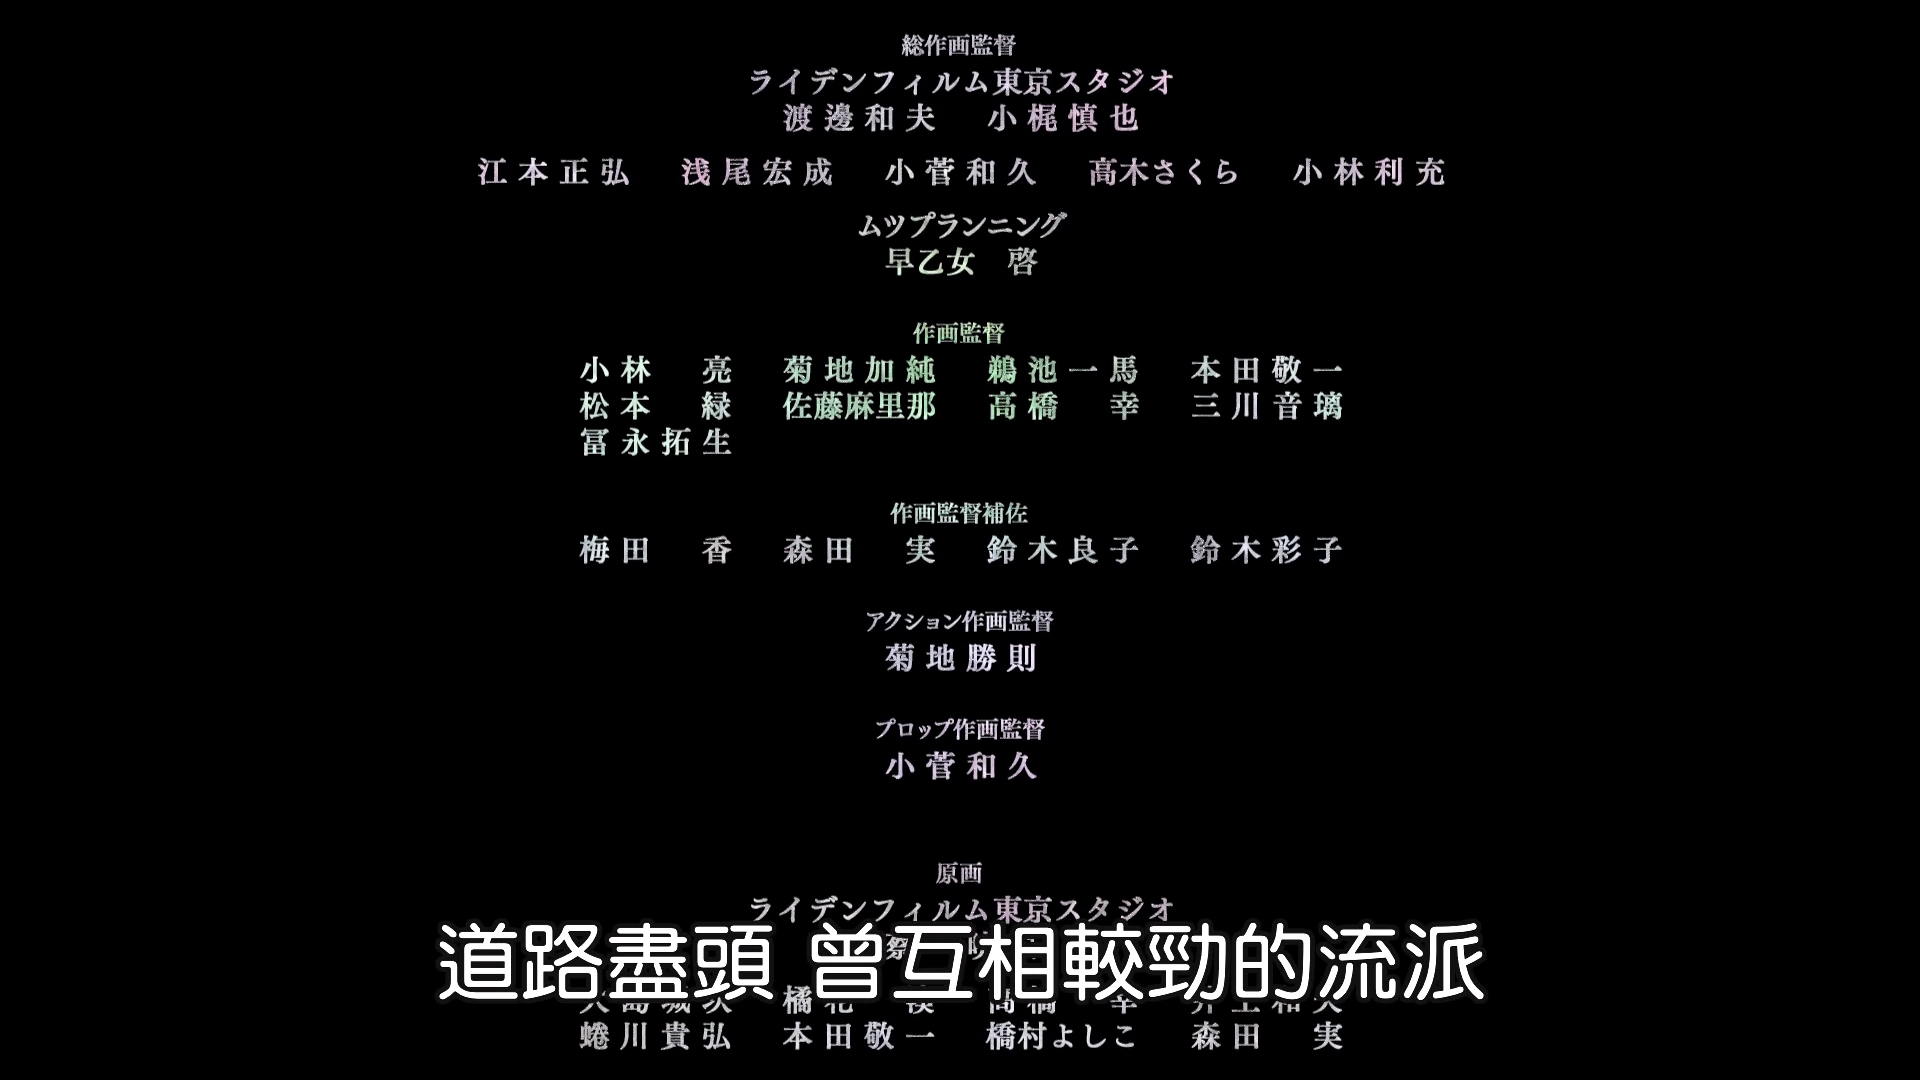 総作画監督
ライデンフィルム東京スタジオ
渡邊和夫 小梶慎也
江本正弘 浅尾宏成 小菅和久 高木さくら 小林利充
ムツプランニング
早乙女 啓
作画監督
小林 亮 菊地加純 鵜池一馬 本田敬一
松本 緑 佐藤麻里那 高橋 幸 三川音璃
冨永拓生
作画監督補佐
梅田 香 森田 実 鈴木良子 鈴木彩子
アクション作画監督
菊地勝則
プロップ作画監督
小菅和久
原画
ライデンフィルム東京スタジオ
道路盡頭 曾互相較勁的流派
高橋 幸 井上和夫
蜷川貴弘 本田敬一 橋村よしこ 森田 実